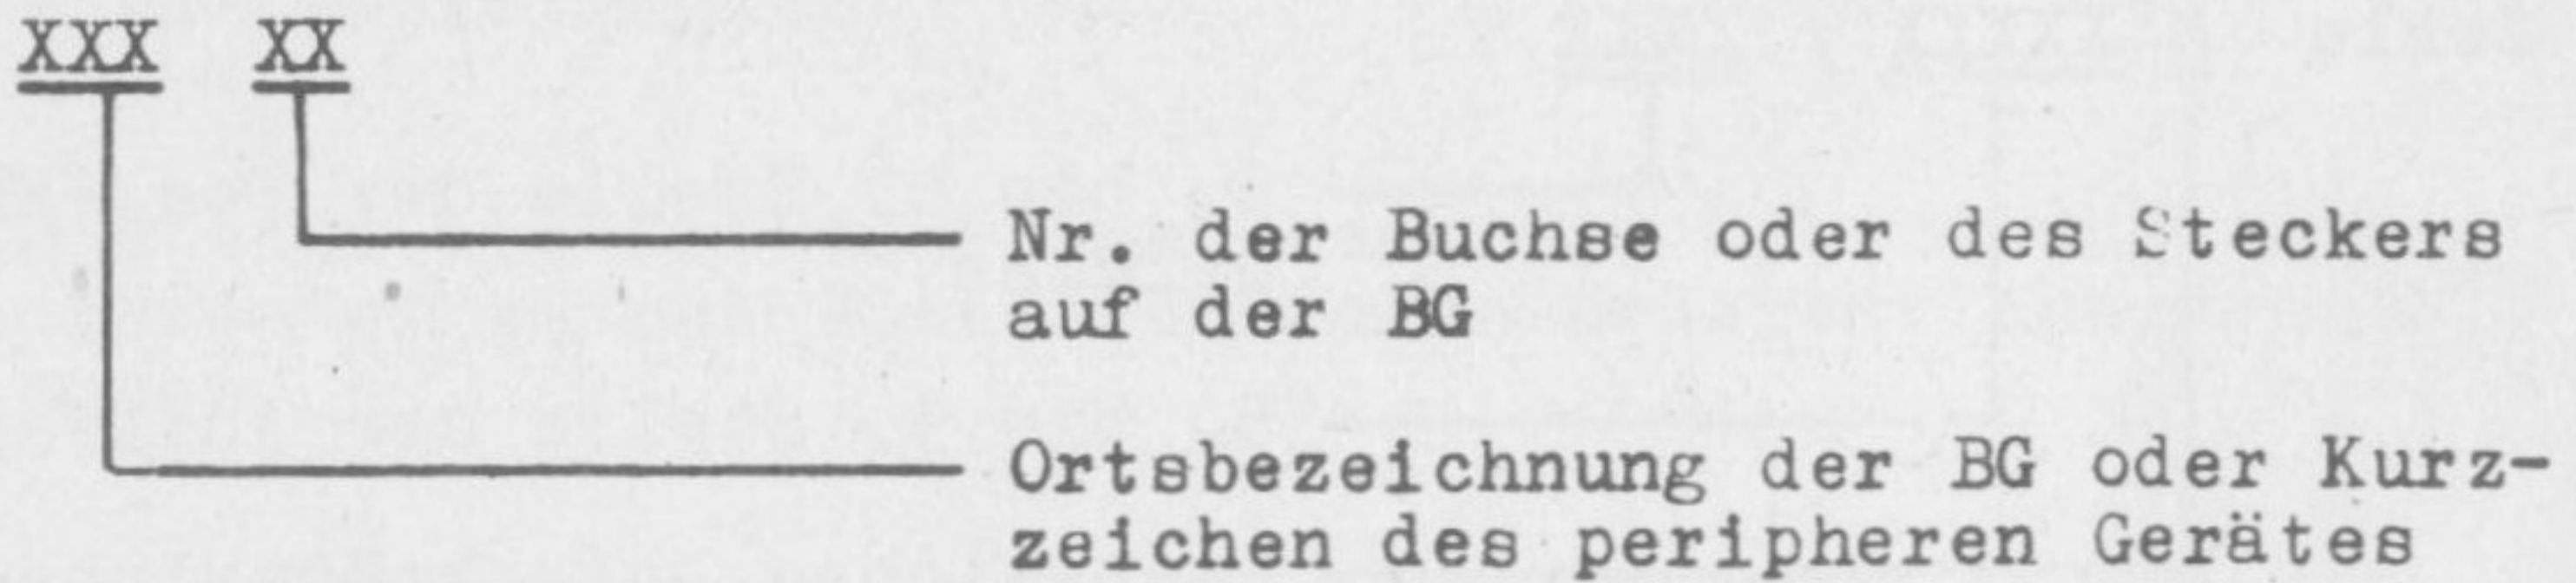 XXX XX
Nr. der Buchse oder des Steckers
auf der BG
Ortsbezeichnung der BG oder Kurz-
zeichen des peripheren Gerätes